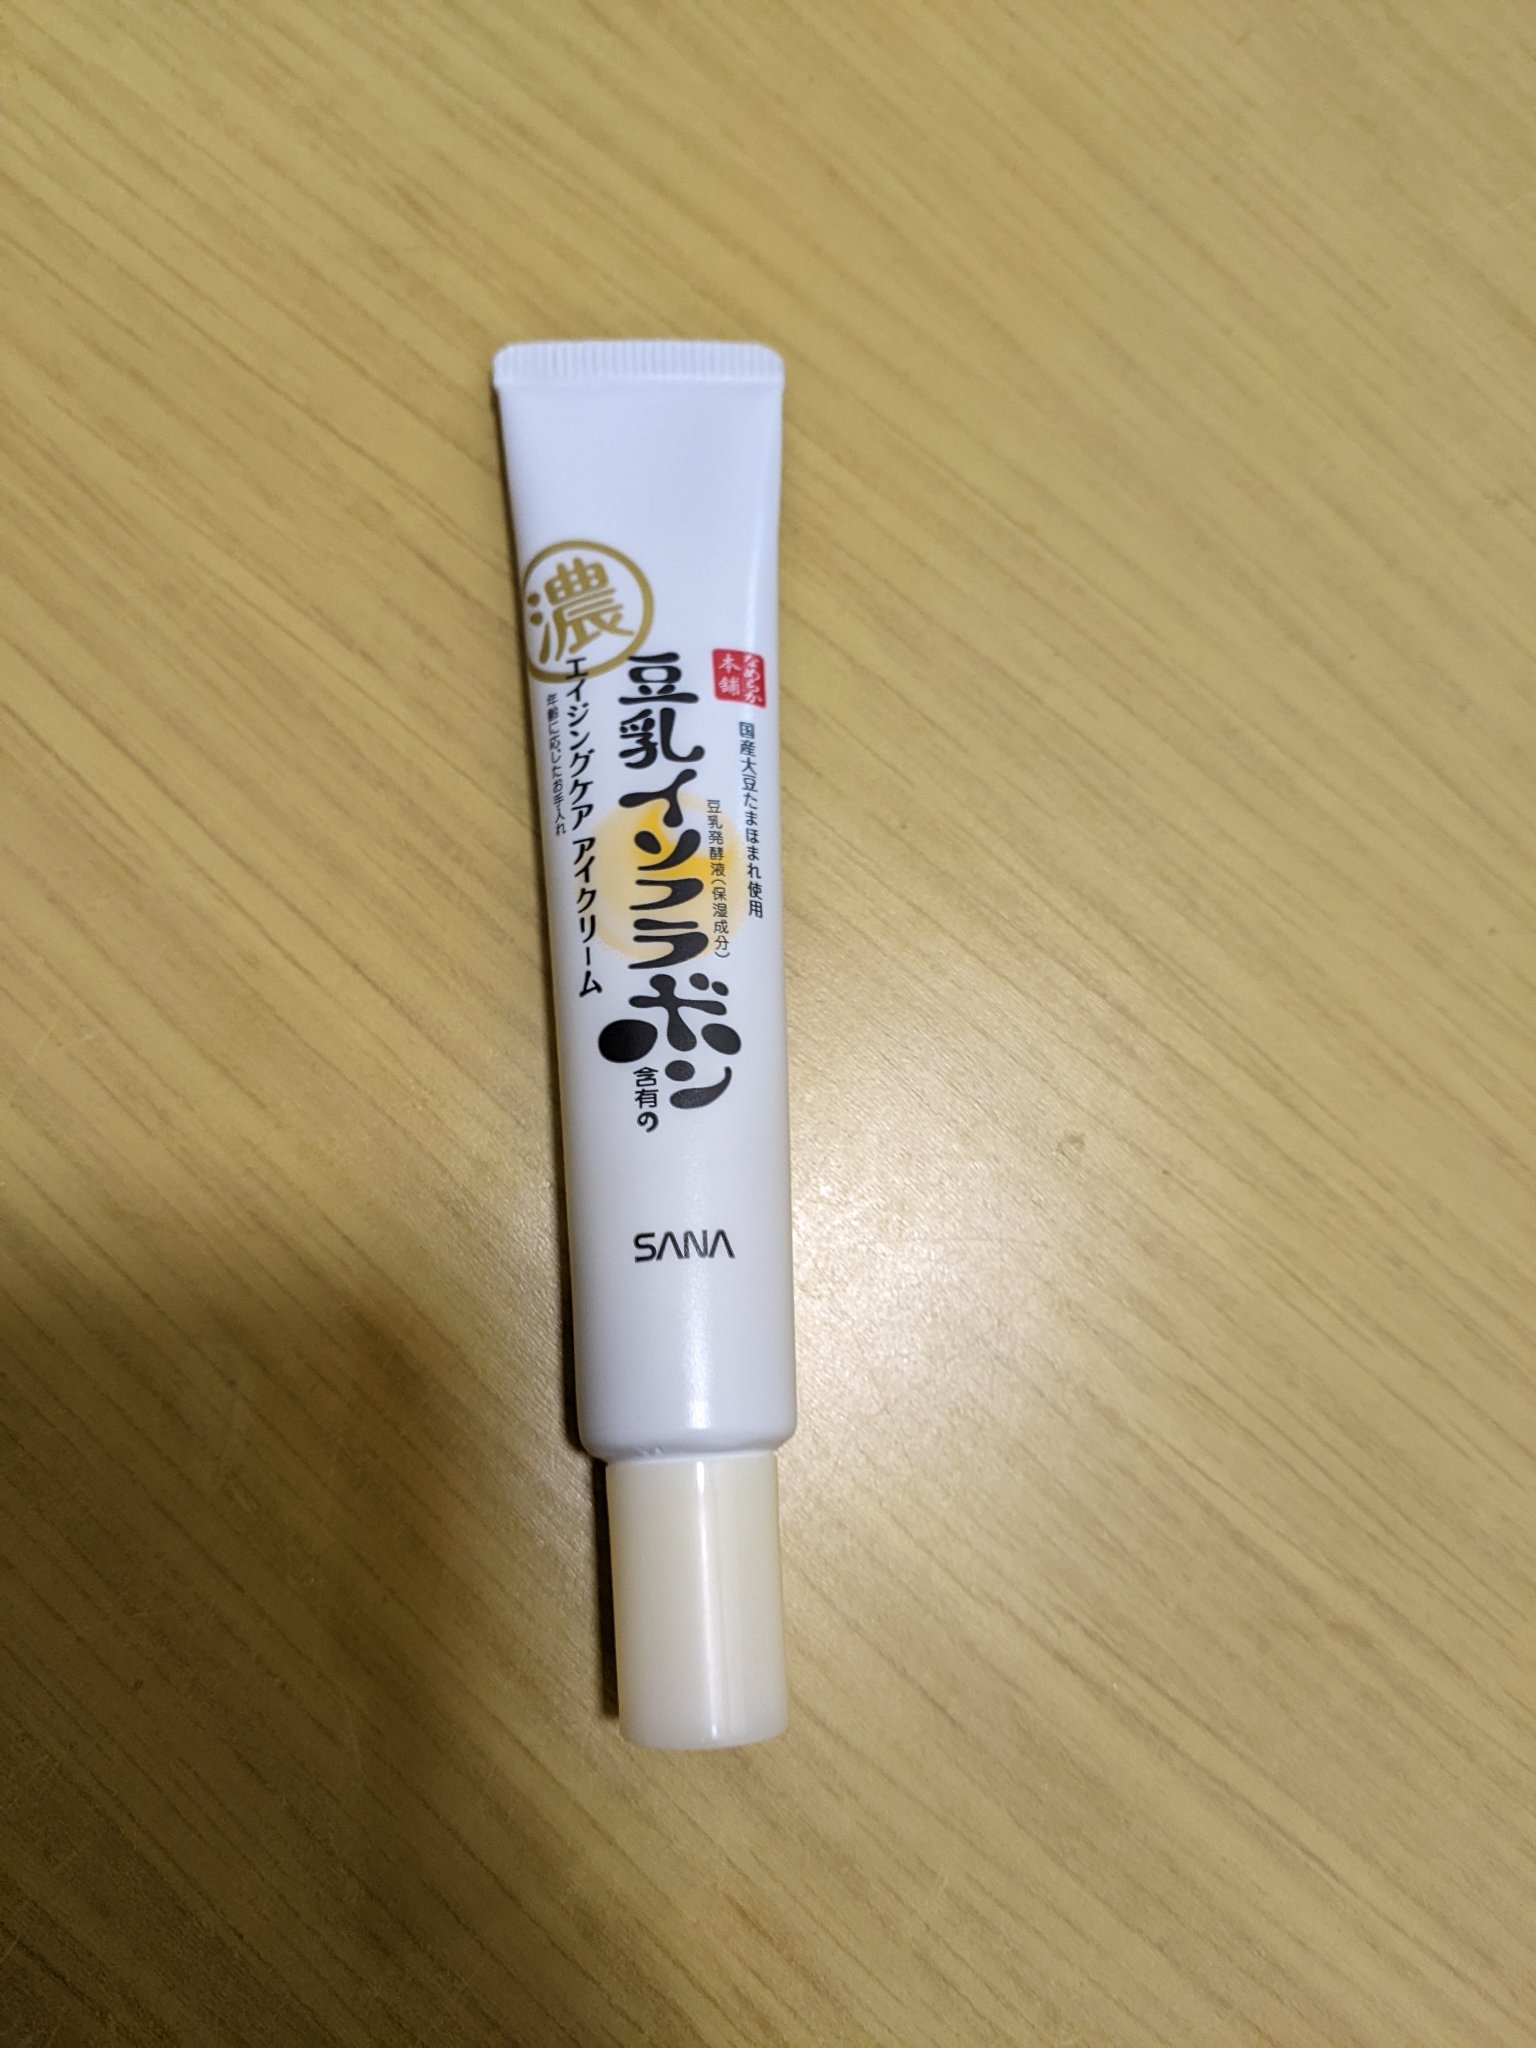 なめらか
本舗
国産大豆たまほまれ使用
豆乳発酵液(保湿成分)
豆乳イソフラボン
含有の
濃
エイジングケア アイクリーム
年齢に応じたお手入れ
SANA